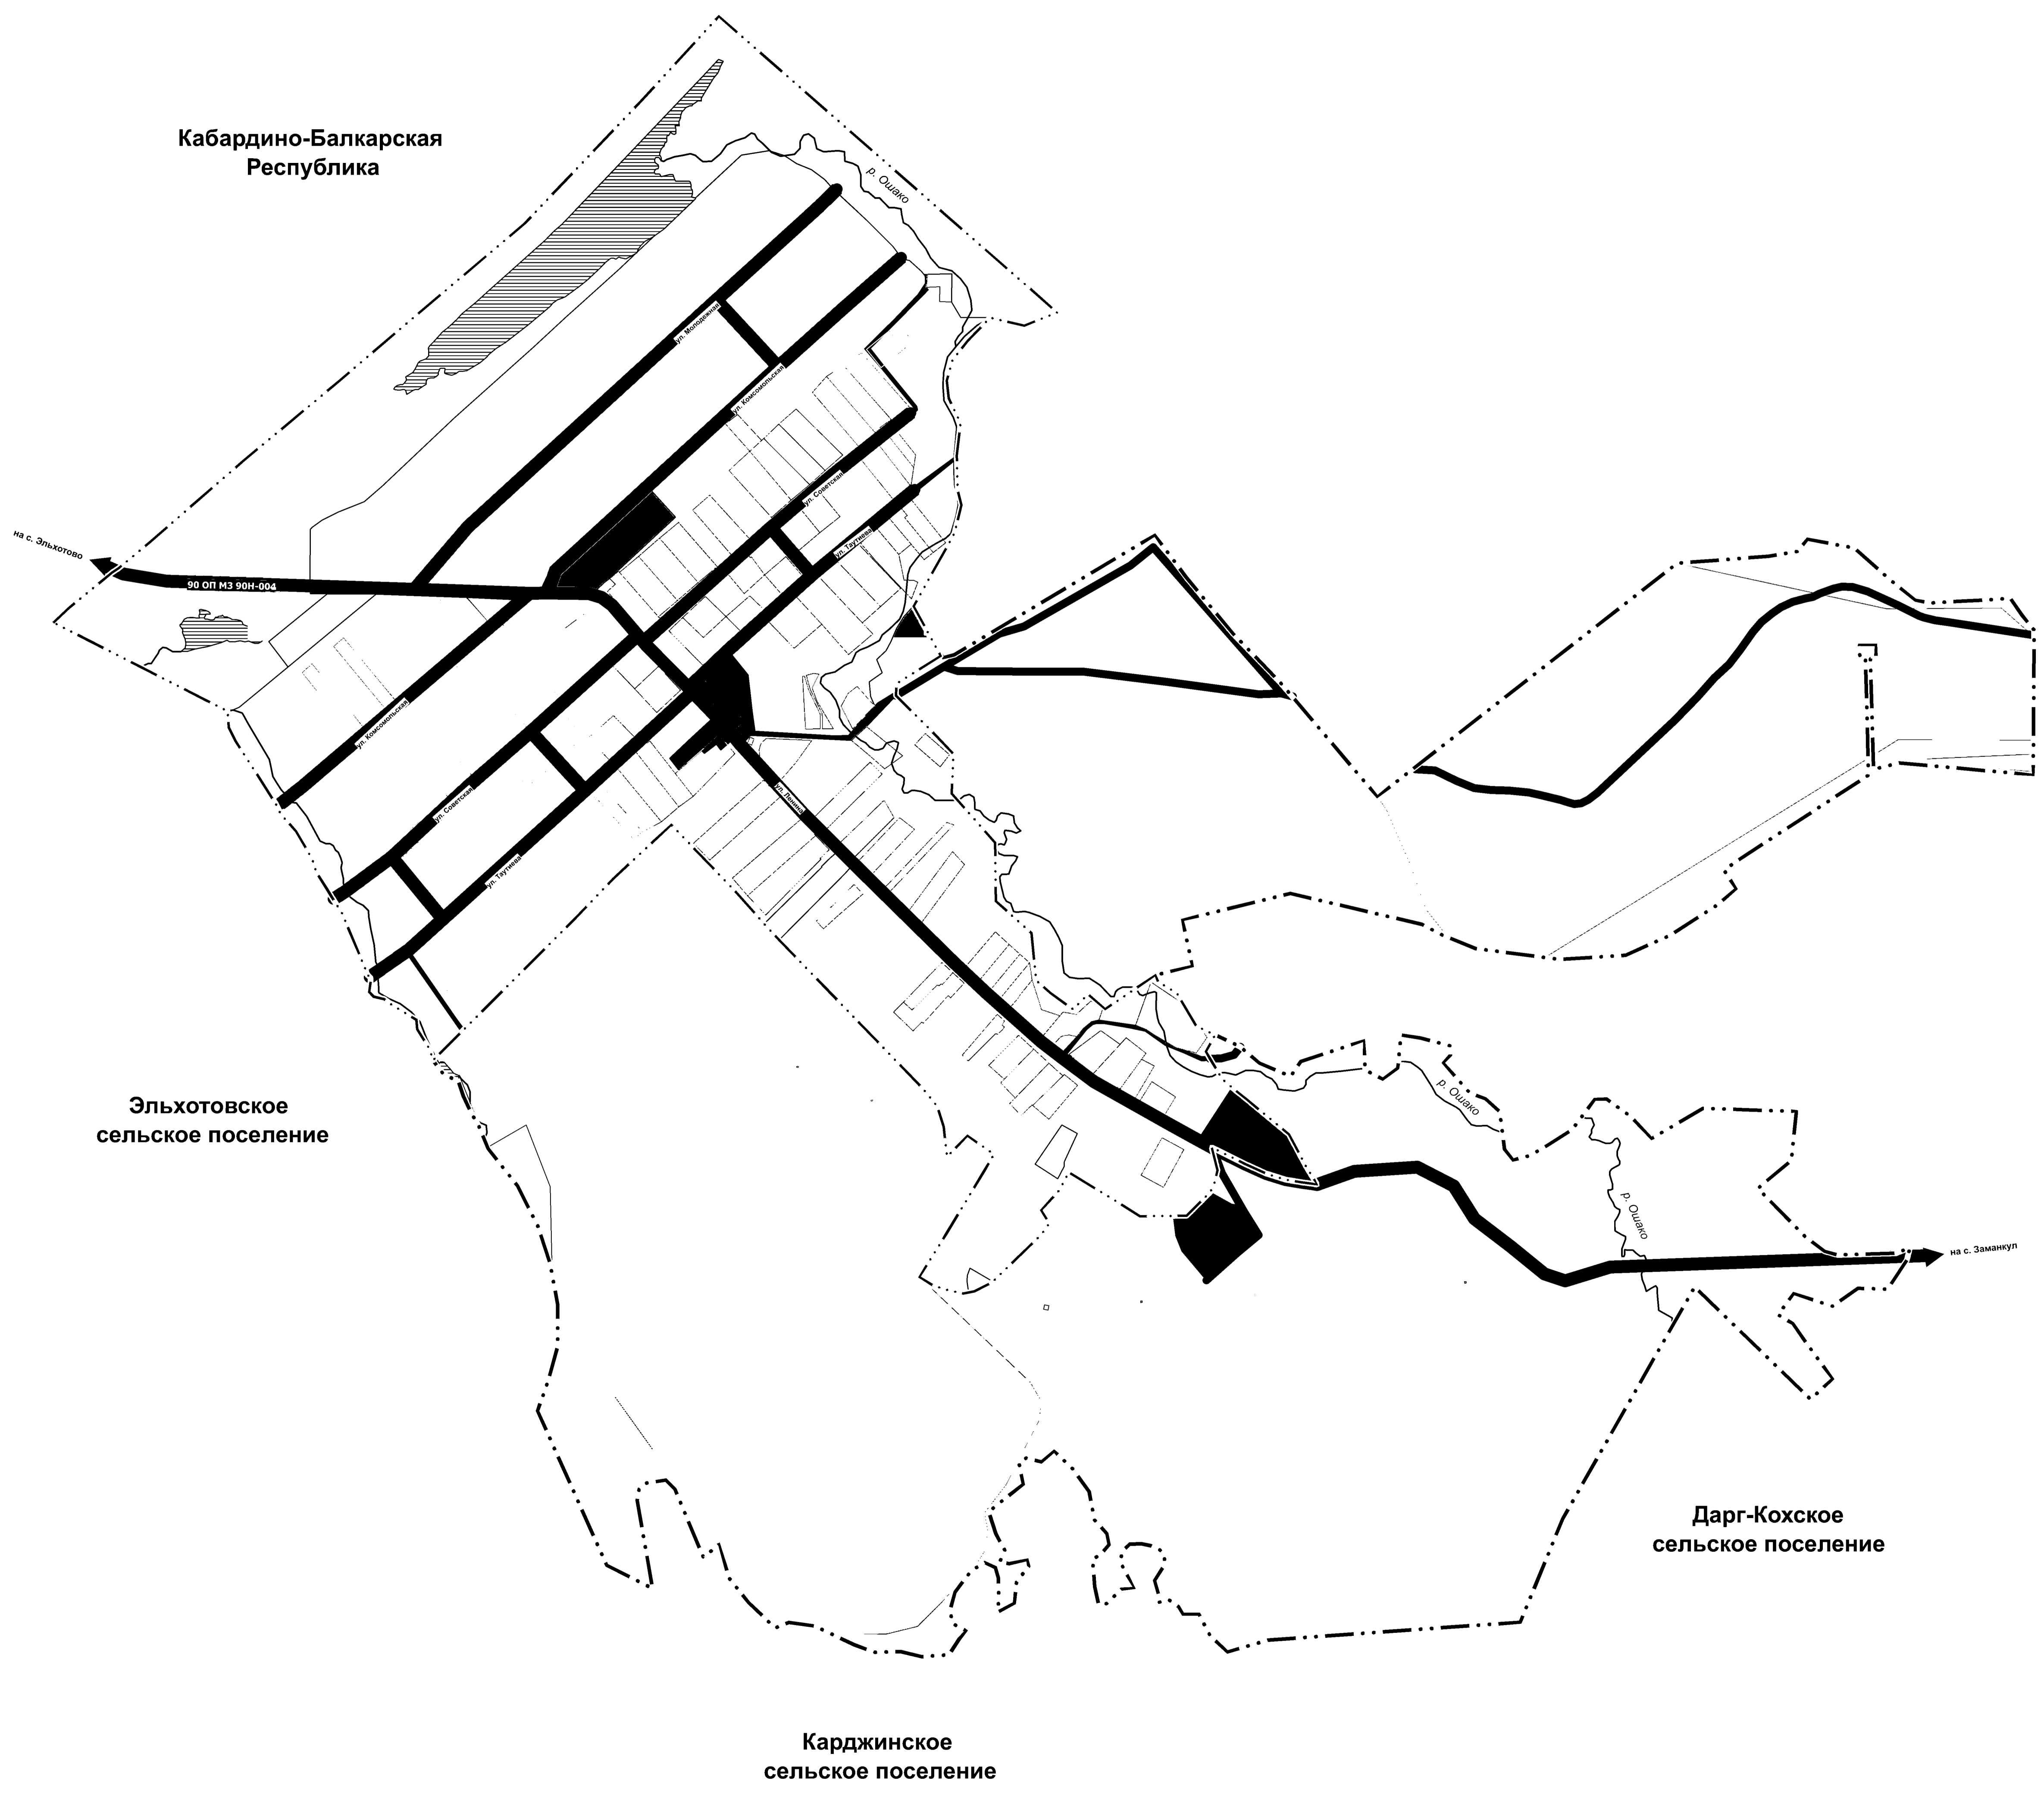 Кабардино-Балкарская
Республика
р. Ошако
ул. Молодежная
ул. Комсомольская
ул. Советская
на с. Эльхотово
ул. Таутиева
90 ОП МЗ 90Н-004
ул. Комсомольская
ул. Советская
ул. Ленина
ул. Таутиева
Эльхотовское
сельское поселение
р. Ошако
р. Ошако
на с. Заманкул
Дарг-Кохское
сельское поселение
Карджинское
сельское поселение